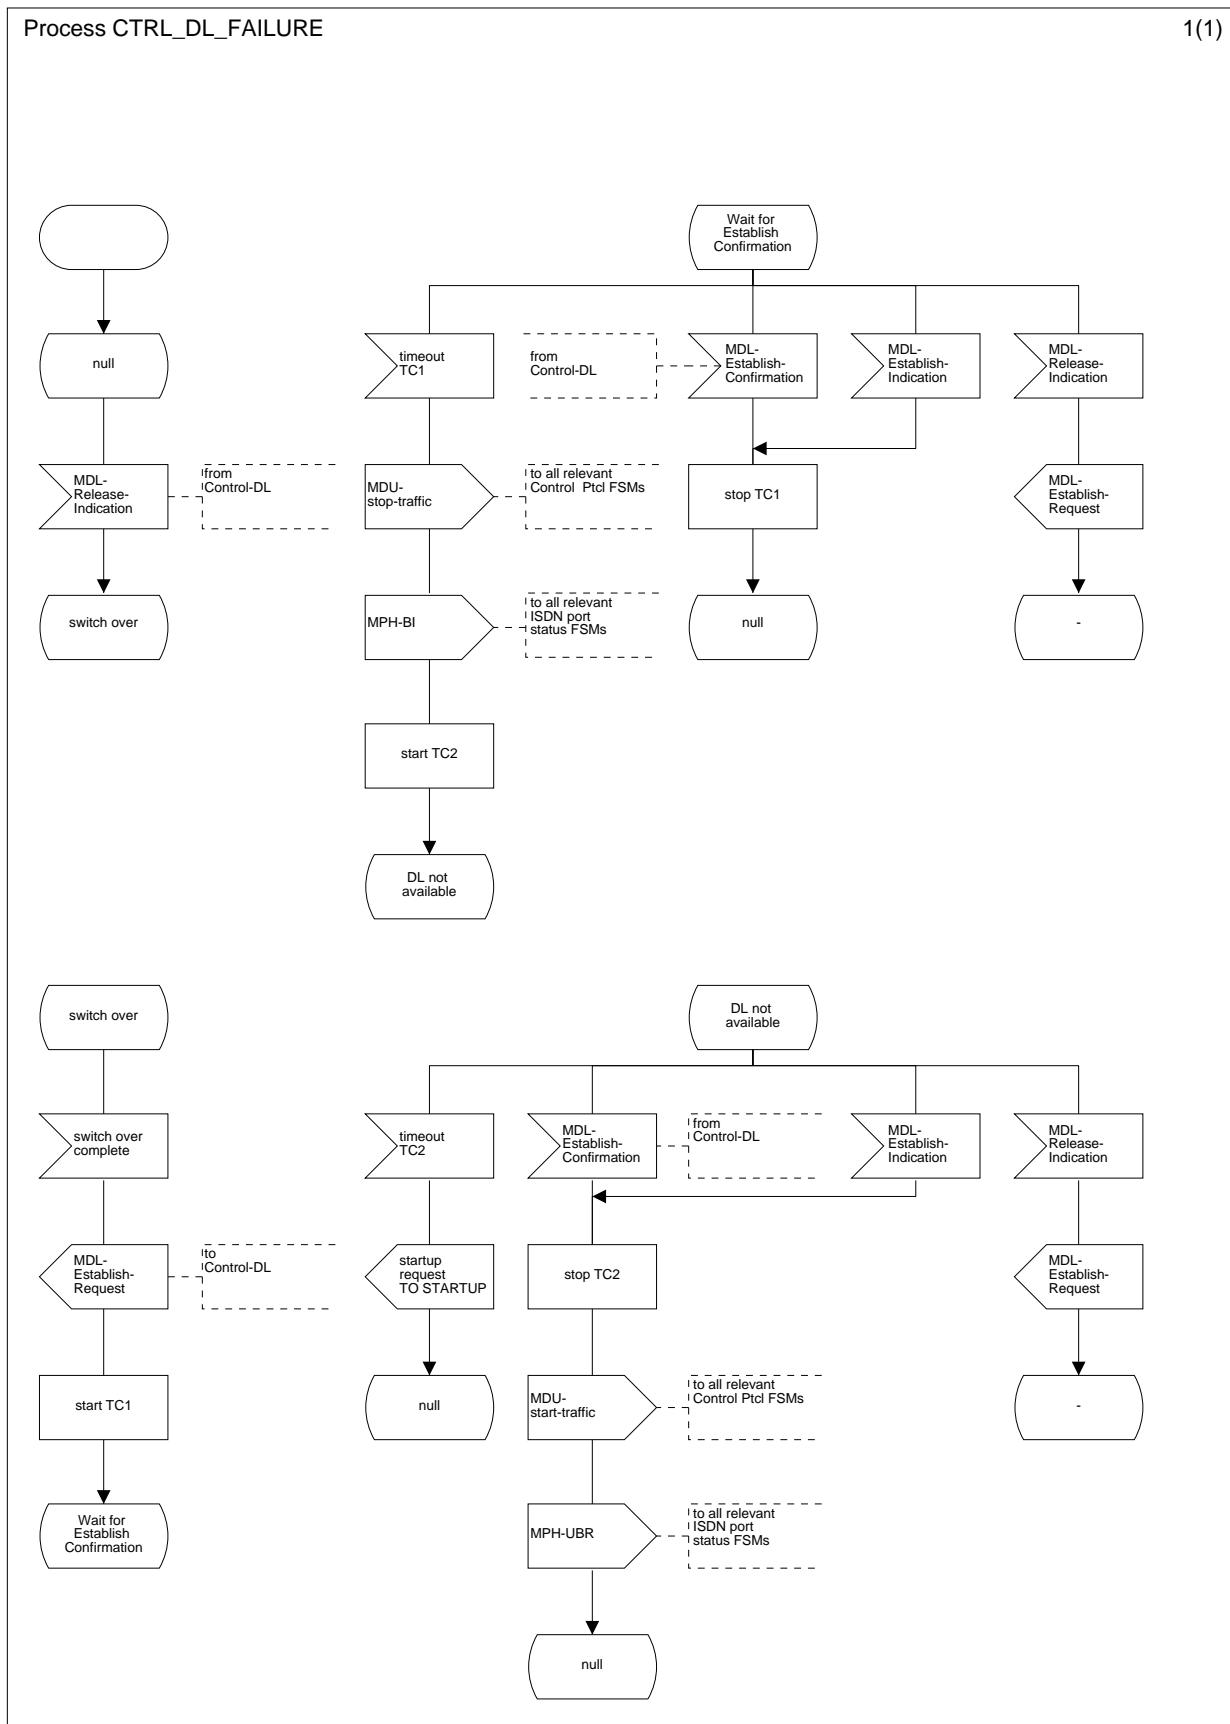 Process CTRL_DL_FAILURE
1(1)
Wait for
Establish
Confirmation
null
timeout
TC1
from
Control-DL
MDL-
Establish-
Confirmation
MDL-
Establish-
Indication
MDL-
Release-
Indication
MDL-
Release-
Indication
from
Control-DL
MDU-
stop-traffic
to all relevant
Control Ptcl FSMs
stop TC1
MDL-
Establish-
Request
switch over
MPH-BI
to all relevant
ISDN port
status FSMs
null
-
start TC2
DL not
available
switch over
DL not
available
switch over
complete
timeout
TC2
MDL-
Establish-
Confirmation
from
Control-DL
MDL-
Establish-
Indication
MDL-
Release-
Indication
MDL-
Establish-
Request
to
Control-DL
startup
request
TO STARTUP
stop TC2
MDL-
Establish-
Request
start TC1
null
MDU-
start-traffic
to all relevant
Control Ptcl FSMs
-
Wait for
Establish
Confirmation
MPH-UBR
to all relevant
ISDN port
status FSMs
null